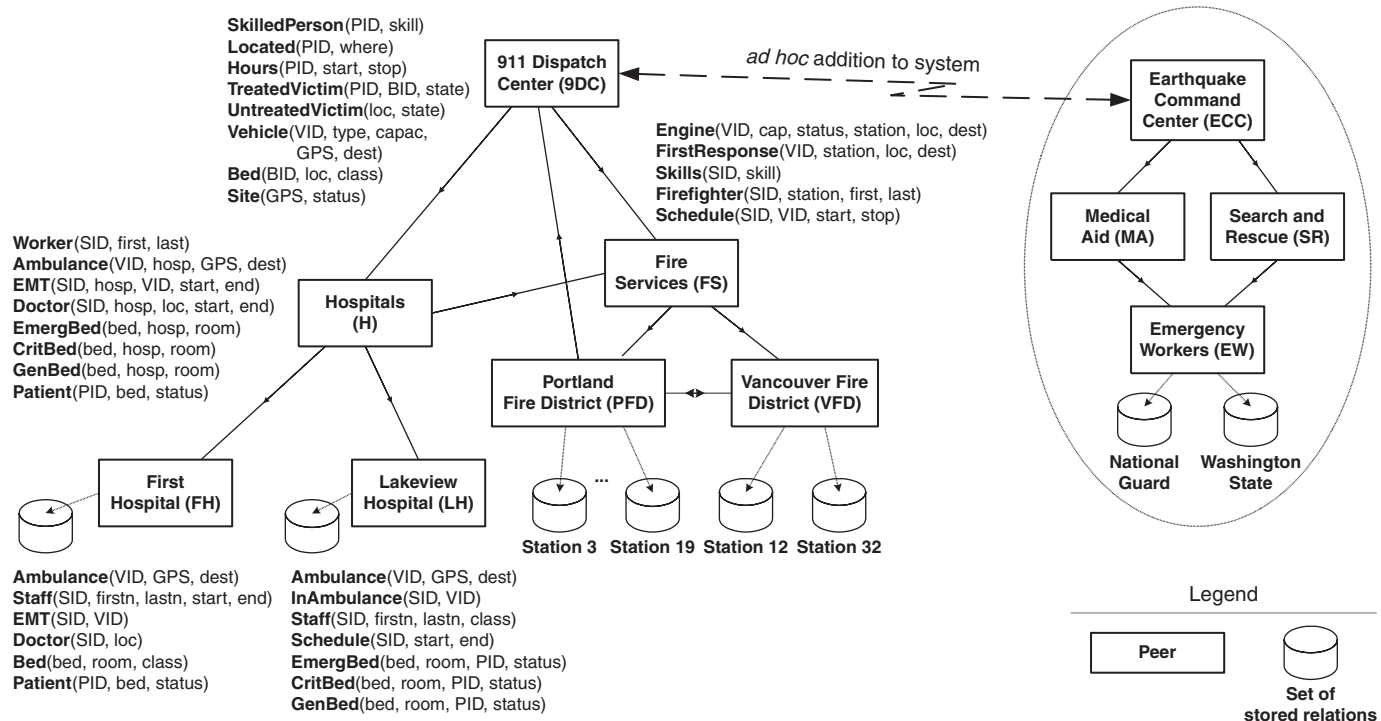 SkilledPerson(PID, skill)
Located(PID, where)
Hours(PID, start, stop)
TreatedVictim(PID, BID, state)
UntreatedVictim(loc, state)
Vehicle(VID, type, capac,
GPS, dest)
Bed(BID, loc, class)
Site(GPS, status)
911 Dispatch
Center (9DC)
ad hoc addition to system
Earthquake
Command
Center (ECC)
Engine(VID, cap, status, station, loc, dest)
FirstResponse(VID, station, loc, dest)
Skills(SID, skill)
Firefighter(SID, station, first, last)
Schedule(SID, VID, start, stop)
Medical
Aid (MA)
Search and
Rescue (SR)
Worker(SID, first, last)
Ambulance(VID, hosp, GPS, dest)
EMT(SID, hosp, VID, start, end)
Doctor(SID, hosp, loc, start, end)
EmergBed(bed, hosp, room)
CritBed(bed, hosp, room)
GenBed(bed, hosp, room)
Patient(PID, bed, status)
Hospitals
(H)
Fire
Services (FS)
Emergency
Workers (EW)
Portland
Fire District (PFD)
Vancouver Fire
District (VFD)
National
Guard
Washington
State
First
Hospital (FH)
Lakeview
Hospital (LH)
...
Station 3
Station 19
Station 12
Station 32
Ambulance(VID, GPS, dest)
Staff(SID, firstn, lastn, start, end)
EMT(SID, VID)
Doctor(SID, loc)
Bed(bed, room, class)
Patient(PID, bed, status)
Ambulance(VID, GPS, dest)
InAmbulance(SID, VID)
Staff(SID, firstn, lastn, class)
Schedule(SID, start, end)
EmergBed(bed, room, PID, status)
CritBed(bed, room, PID, status)
GenBed(bed, room, PID, status)
Legend
Peer
Set of
stored relations